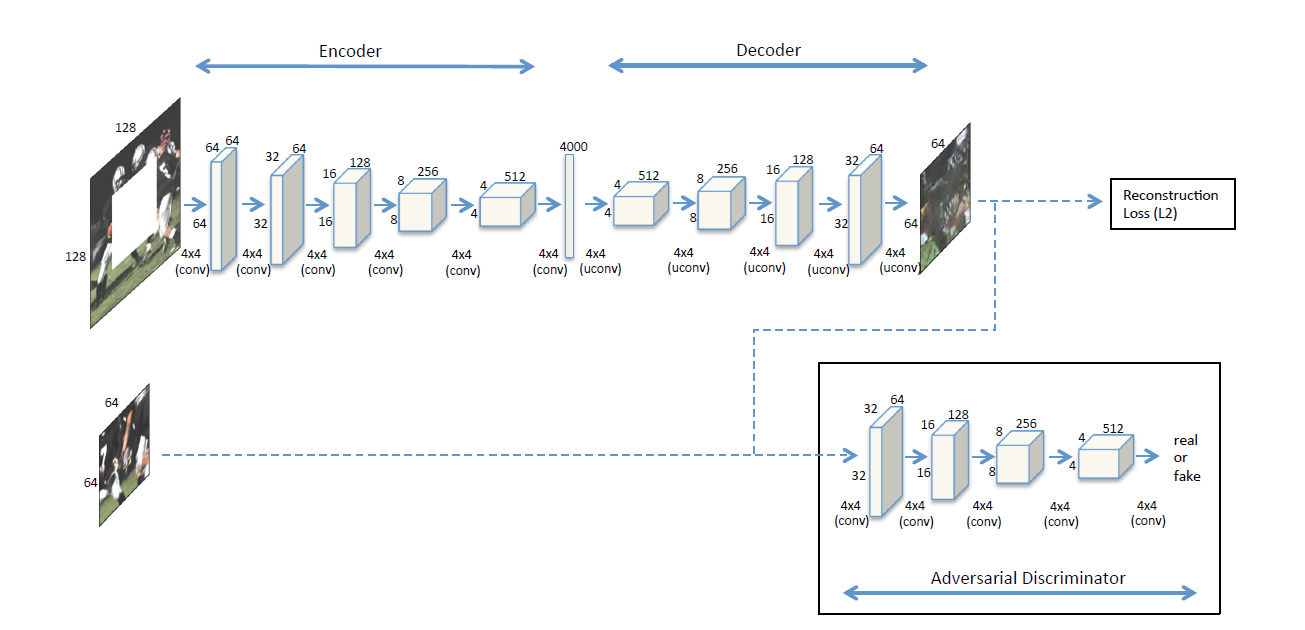 Encoder
Decoder
128
128
64
64
64
4x4
(conv)
32
64
32
4x4
(conv)
16
128
16
4x4
(conv)
8
256
8
4x4
(conv)
4
512
4
4x4
(conv)
4000
4x4
(conv)
4x4
(uconv)
4
512
4
4x4
(uconv)
8
256
8
4x4
(uconv)
16
128
16
4x4
(uconv)
32
64
32
4x4
(uconv)
64
64
Reconstruction
Loss (L2)
64
64
4x4
(conv)
32
64
32
4x4
(conv)
16
128
16
4x4
(conv)
8
256
8
4x4
(conv)
4
512
4
4x4
(conv)
real
or
fake
Adversarial Discriminator